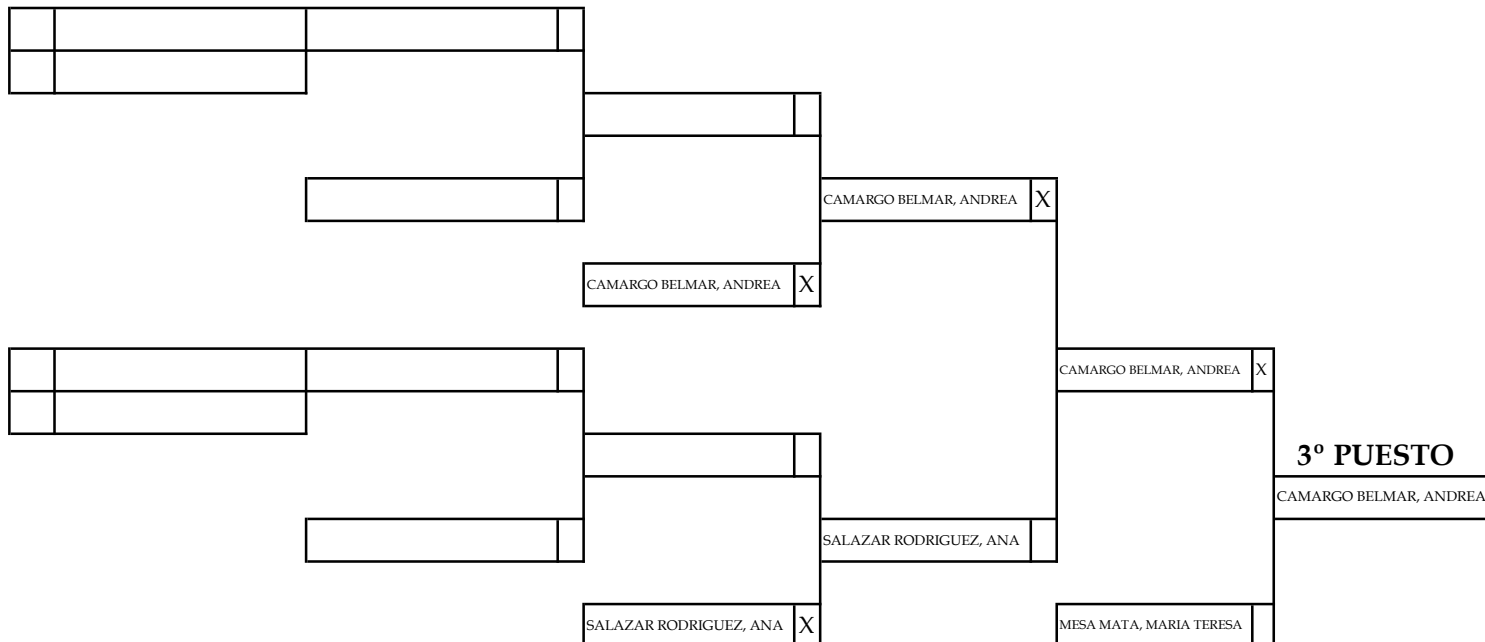 CAMARGO BELMAR, ANDREA X
CAMARGO BELMAR, ANDREA X
CAMARGO BELMAR, ANDREA X
3º PUESTO
CAMARGO BELMAR, ANDREA
SALAZAR RODRIGUEZ, ANA
SALAZAR RODRIGUEZ, ANA X
MESA MATA, MARIA TERESA